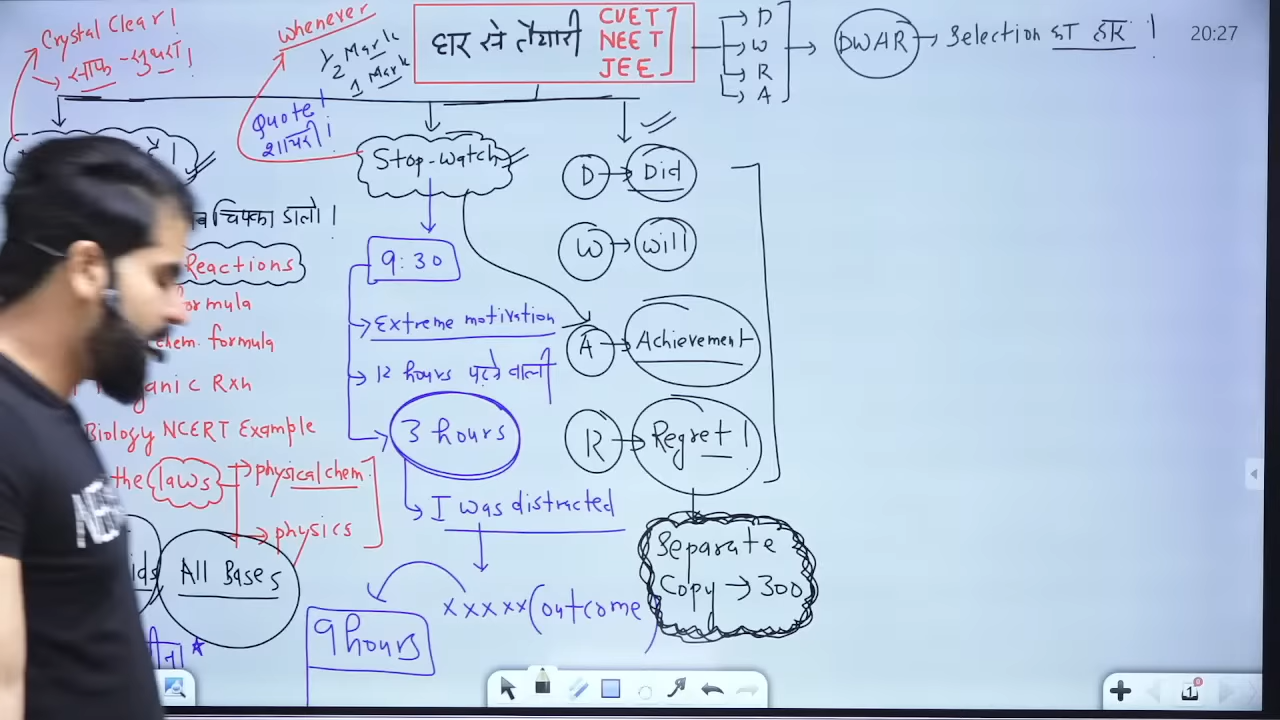 Crystal Clear!
साफ-सुथरा!
whenever
1/2 Mark
1 Mark
Quote!
शायरी!
घर से तैयारी
CUET
NEET
JEE
D
W
R
A
DWAR → Selection का द्वार!
20:27
Stop-watch
चिपका डालो।
Reactions
formula
chem. formula
anic Rxn
Biology NCERT Example
the laws
physical chem.
physics
All Bases
9:30
Extreme motivation
12 hours पढ़ने वाली
3 hours
I was distracted
xxxxx (outcome)
9 hours
D → Did
W → Will
A → Achievement
R → Regret!
Separate
Copy → 300
1